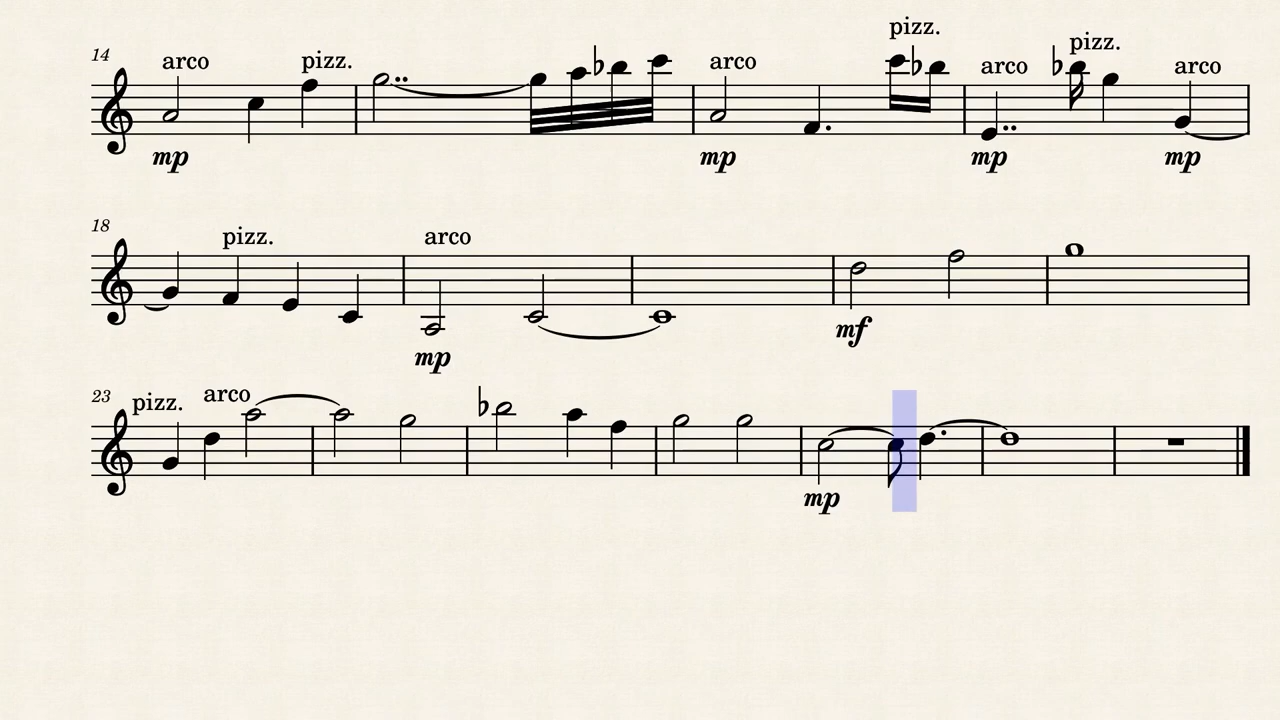 14 arco pizz. arco pizz. arco pizz. arco
mp mp mp mp
18 pizz. arco
mp mf
23 pizz. arco
mp